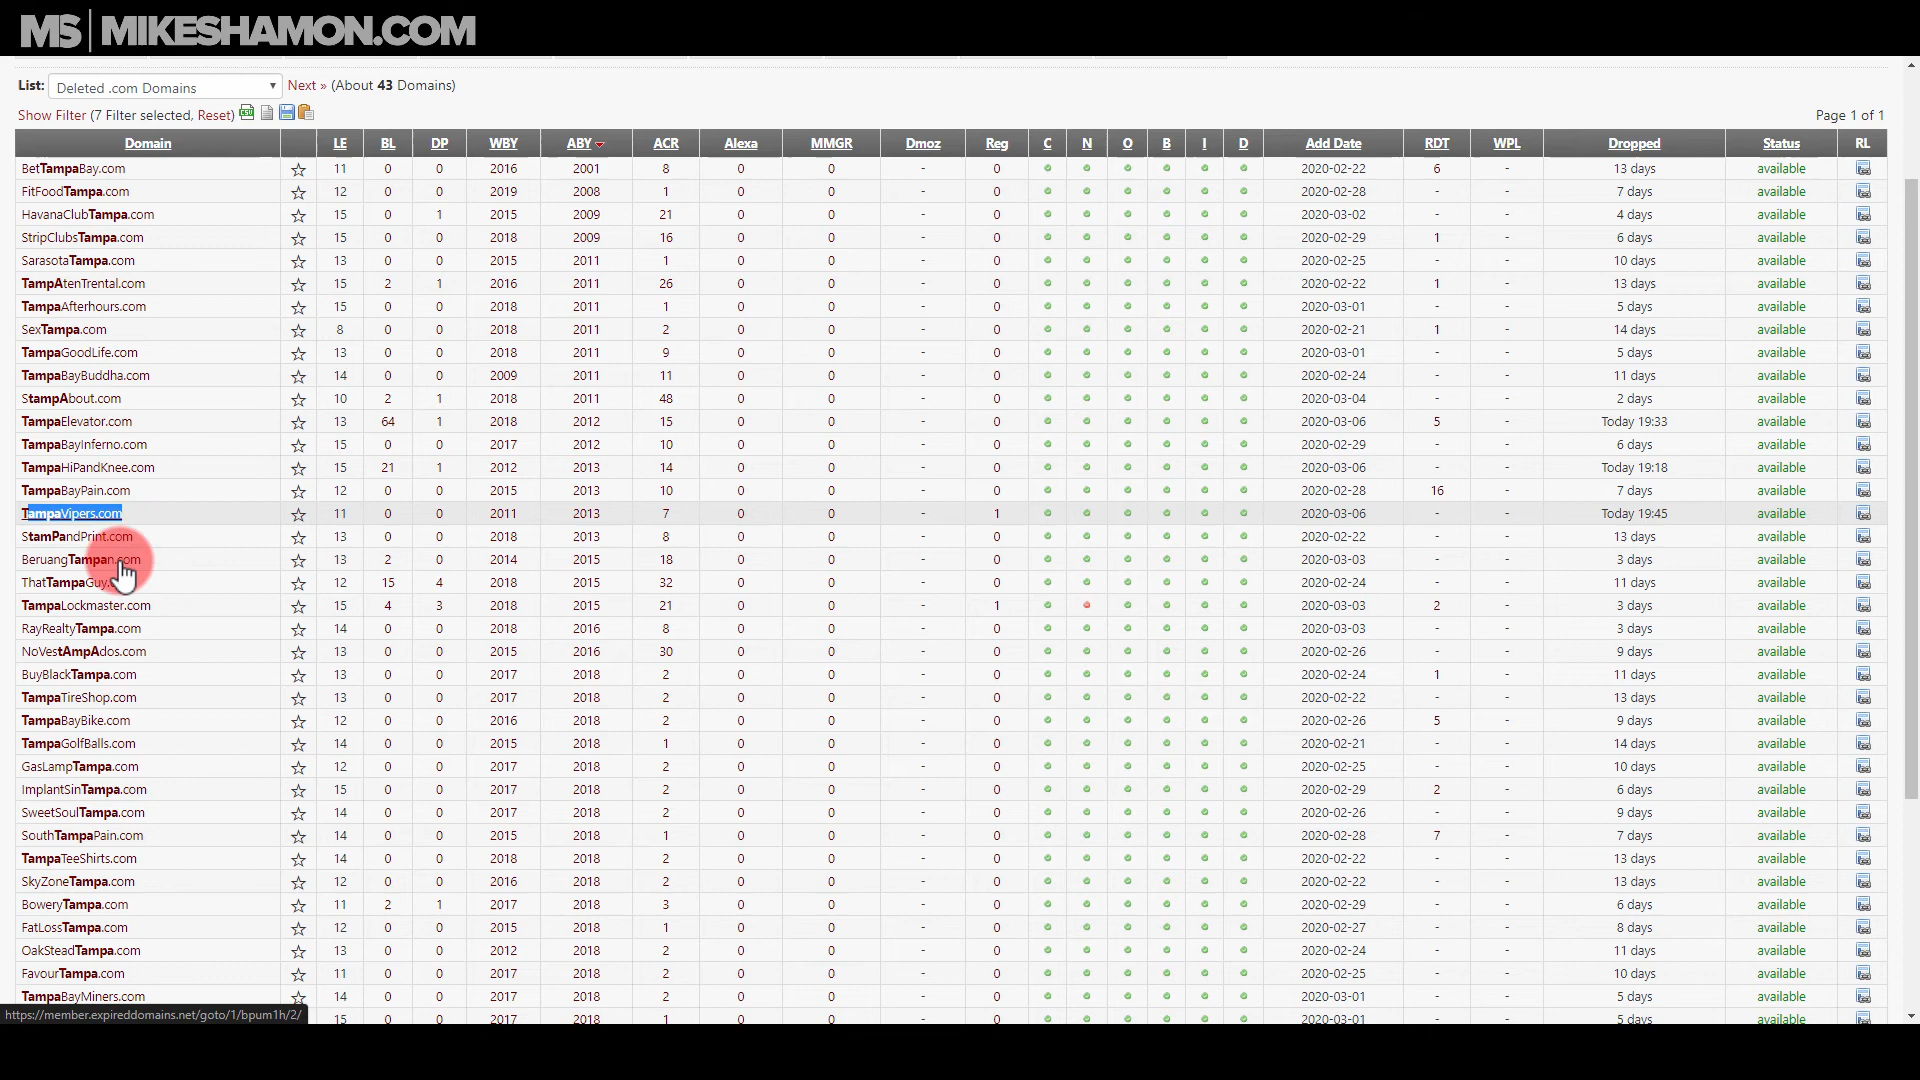 MS | MIKESHAMON.COM
List: Deleted .com Domains Next » (About 43 Domains)
Show Filter (7 Filter selected, Reset) Page 1 of 1
Domain LE BL DP WBY ABY ACR Alexa MMGR Dmoz Reg C N O B I D Add Date RDT WPL Dropped Status RL
BetTampaBay.com 11 0 0 2016 2001 8 0 0 - 0 2020-02-22 6 - 13 days available
FitFoodTampa.com 12 0 0 2019 2008 1 0 0 - 0 2020-02-28 - - 7 days available
HavanaClubTampa.com 15 0 1 2015 2009 21 0 0 - 0 2020-03-02 - - 4 days available
StripClubsTampa.com 15 0 0 2018 2009 16 0 0 - 0 2020-02-29 1 - 6 days available
SarasotaTampa.com 13 0 0 2015 2011 1 0 0 - 0 2020-02-25 - - 10 days available
TampAtenTrental.com 15 2 1 2016 2011 26 0 0 - 0 2020-02-22 1 - 13 days available
TampaAfterhours.com 15 0 0 2018 2011 1 0 0 - 0 2020-03-01 - - 5 days available
SexTampa.com 8 0 0 2018 2011 2 0 0 - 0 2020-02-21 1 - 14 days available
TampaGoodLife.com 13 0 0 2018 2011 9 0 0 - 0 2020-03-01 - - 5 days available
TampaBayBuddha.com 14 0 0 2009 2011 11 0 0 - 0 2020-02-24 - - 11 days available
StampAbout.com 10 2 1 2018 2011 48 0 0 - 0 2020-03-04 - - 2 days available
TampaElevator.com 13 64 1 2018 2012 15 0 0 - 0 2020-03-06 5 - Today 19:33 available
TampaBayInferno.com 15 0 0 2017 2012 10 0 0 - 0 2020-02-29 - - 6 days available
TampaHiPandKnee.com 15 21 1 2012 2013 14 0 0 - 0 2020-03-06 - - Today 19:18 available
TampaBayPain.com 12 0 0 2015 2013 10 0 0 - 0 2020-02-28 16 - 7 days available
TampaVipers.com 11 0 0 2011 2013 7 0 0 - 1 2020-03-06 - - Today 19:45 available
StamPandPrint.com 13 0 0 2018 2013 8 0 0 - 0 2020-02-22 - - 13 days available
BeruangTampan.com 13 2 0 2014 2015 18 0 0 - 0 2020-03-03 - - 3 days available
ThatTampaGuy. 12 15 4 2018 2015 32 0 0 - 0 2020-02-24 - - 11 days available
TampaLockmaster.com 15 4 3 2018 2015 21 0 0 - 1 2020-03-03 2 - 3 days available
RayRealtyTampa.com 14 0 0 2018 2016 8 0 0 - 0 2020-03-03 - - 3 days available
NoVestAmpAdos.com 13 0 0 2015 2016 30 0 0 - 0 2020-02-26 - - 9 days available
BuyBlackTampa.com 13 0 0 2017 2018 2 0 0 - 0 2020-02-24 1 - 11 days available
TampaTireShop.com 13 0 0 2017 2018 2 0 0 - 0 2020-02-22 - - 13 days available
TampaBayBike.com 12 0 0 2016 2018 2 0 0 - 0 2020-02-26 5 - 9 days available
TampaGolfBalls.com 14 0 0 2015 2018 1 0 0 - 0 2020-02-21 - - 14 days available
GasLampTampa.com 12 0 0 2017 2018 2 0 0 - 0 2020-02-25 - - 10 days available
ImplantSinTampa.com 15 0 0 2017 2018 2 0 0 - 0 2020-02-29 2 - 6 days available
SweetSoulTampa.com 14 0 0 2017 2018 2 0 0 - 0 2020-02-26 - - 9 days available
SouthTampaPain.com 14 0 0 2015 2018 1 0 0 - 0 2020-02-28 7 - 7 days available
TampaTeeShirts.com 14 0 0 2018 2018 2 0 0 - 0 2020-02-22 - - 13 days available
SkyZoneTampa.com 12 0 0 2016 2018 2 0 0 - 0 2020-02-22 - - 13 days available
BoweryTampa.com 11 2 1 2017 2018 3 0 0 - 0 2020-02-29 - - 6 days available
FatLossTampa.com 12 0 0 2015 2018 1 0 0 - 0 2020-02-27 - - 8 days available
OakSteadTampa.com 13 0 0 2012 2018 2 0 0 - 0 2020-02-24 - - 11 days available
FavourTampa.com 11 0 0 2017 2018 2 0 0 - 0 2020-02-25 - - 10 days available
TampaBayMiners.com 14 0 0 2017 2018 2 0 0 - 0 2020-03-01 - - 5 days available
https://member.expireddomains.net/goto/1/bpum1h/2/ 15 0 0 2017 2018 1 0 0 - 0 2020-03-01 - - 5 days available